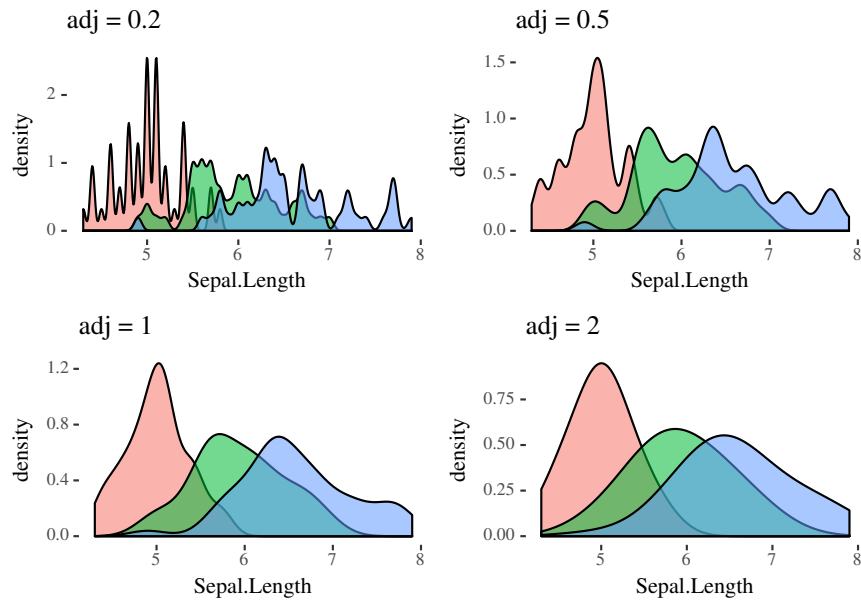 adj = 0.2
density
2
1
0
5 6 7 8
Sepal.Length
adj = 0.5
density
1.5
1.0
0.5
0.0
5 6 7 8
Sepal.Length
adj = 1
density
1.2
0.8
0.4
0.0
5 6 7 8
Sepal.Length
adj = 2
density
0.75
0.50
0.25
0.00
5 6 7 8
Sepal.Length